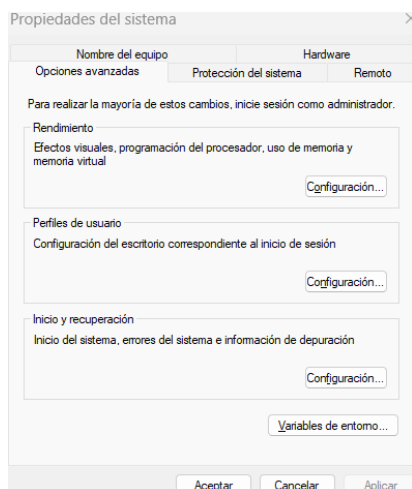 Propiedades del sistema
Nombre del equipo Hardware
Opciones avanzadas Protección del sistema Remoto
Para realizar la mayoría de estos cambios, inicie sesión como administrador.
Rendimiento
Efectos visuales, programación del procesador, uso de memoria y
memoria virtual
Configuración...
Perfiles de usuario
Configuración del escritorio correspondiente al inicio de sesión
Configuración...
Inicio y recuperación
Inicio del sistema, errores del sistema e información de depuración
Configuración...
Variables de entorno...
Aceptar Cancelar Aplicar